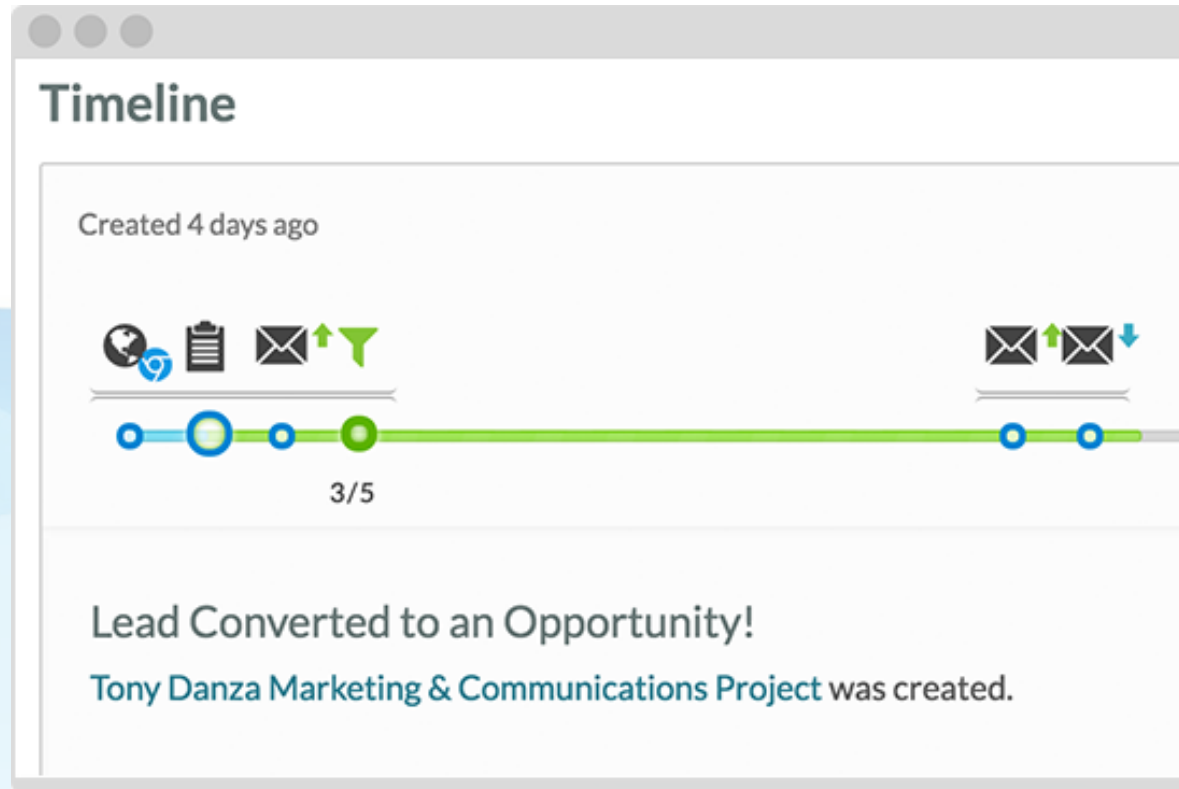 Timeline
Created 4 days ago
3/5
Lead Converted to an Opportunity!
Tony Danza Marketing & Communications Project was created.